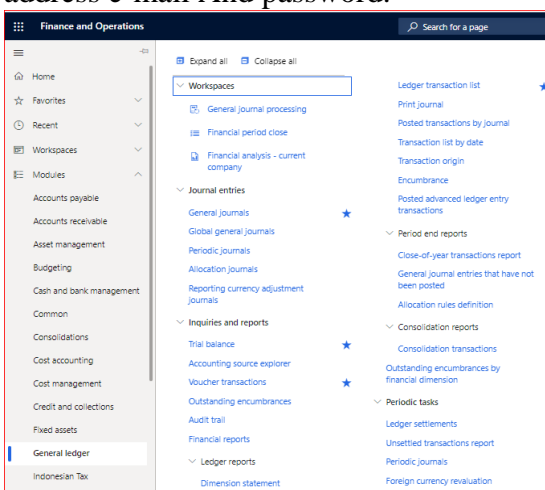 address e-mail And password.
Finance and Operations
Search for a page
Home
Favorites
Recent
Workspaces
Modules
Accounts payable
Accounts receivable
Asset management
Budgeting
Cash and bank management
Common
Consolidations
Cost accounting
Cost management
Credit and collections
Fixed assets
General ledger
Indonesian Tax
Expand all
Collapse all
Workspaces
General journal processing
Financial period close
Financial analysis - current
company
Journal entries
General journals
Global general journals
Periodic journals
Allocation journals
Reporting currency adjustment
journals
Inquiries and reports
Trial balance
Accounting source explorer
Voucher transactions
Outstanding encumbrances
Audit trail
Financial reports
Ledger reports
Dimension statement
Ledger transaction list
Print journal
Posted transactions by journal
Transaction list by date
Transaction origin
Encumbrance
Posted advanced ledger entry
transactions
Period end reports
Close-of-year transactions report
General journal entries that have not
been posted
Allocation rules definition
Consolidation reports
Consolidation transactions
Outstanding encumbrances by
financial dimension
Periodic tasks
Ledger settlements
Unsettled transactions report
Periodic journals
Foreign currency revaluation